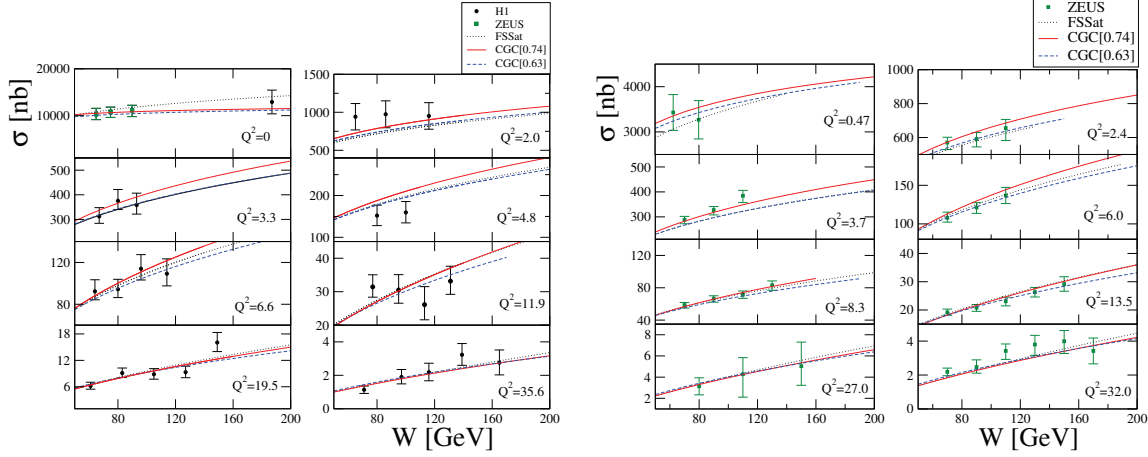 H1
ZEUS
FSSat
CGC[0.74]
CGC[0.63]
σ [nb]
20000
10000
Q²=0
500
400
300
Q²=3.3
120
80
Q²=6.6
18
12
6
Q²=19.5
80 120 160 200
1500
1000
500
Q²=2.0
200
100
Q²=4.8
40
30
20
Q²=11.9
4
2
0
Q²=35.6
80 120 160 200
W [GeV]
ZEUS
FSSat
CGC[0.74]
CGC[0.63]
σ [nb]
4000
3000
Q²=0.47
500
400
300
200
Q²=3.7
120
80
40
Q²=8.3
8
6
4
2
Q²=27.0
80 120 160 200
1000
800
600
Q²=2.4
150
100
Q²=6.0
40
30
20
Q²=13.5
4
2
0
Q²=32.0
80 120 160 200
W [GeV]